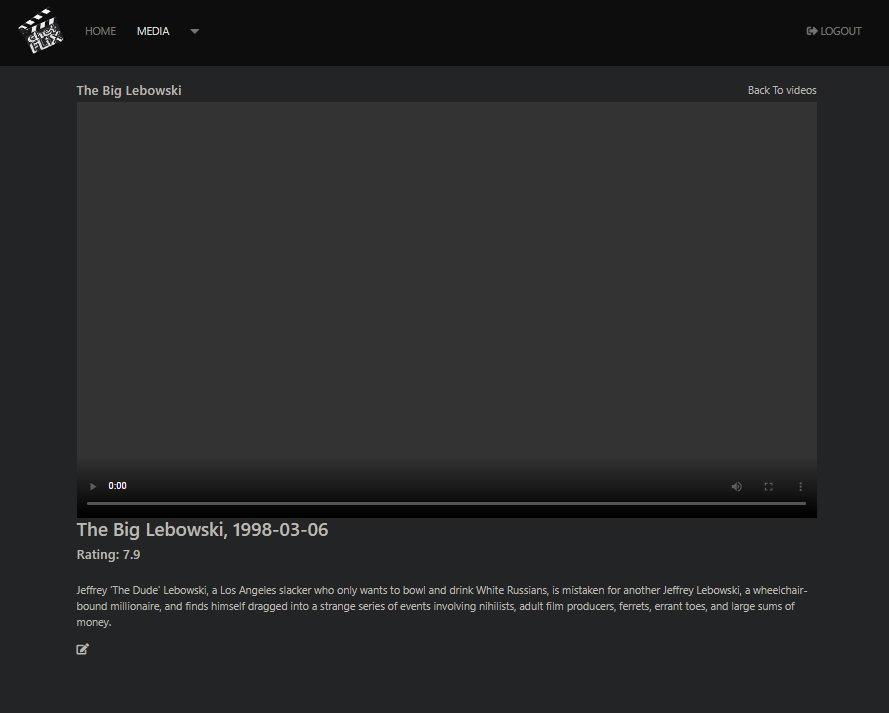 HOME MEDIA LOGOUT
FLIX
The Big Lebowski Back To videos
0:00
The Big Lebowski, 1998-03-06
Rating: 7.9
Jeffrey 'The Dude' Lebowski, a Los Angeles slacker who only wants to bowl and drink White Russians, is mistaken for another Jeffrey Lebowski, a wheelchair-
bound millionaire, and finds himself dragged into a strange series of events involving nihilists, adult film producers, ferrets, errant toes, and large sums of
money.